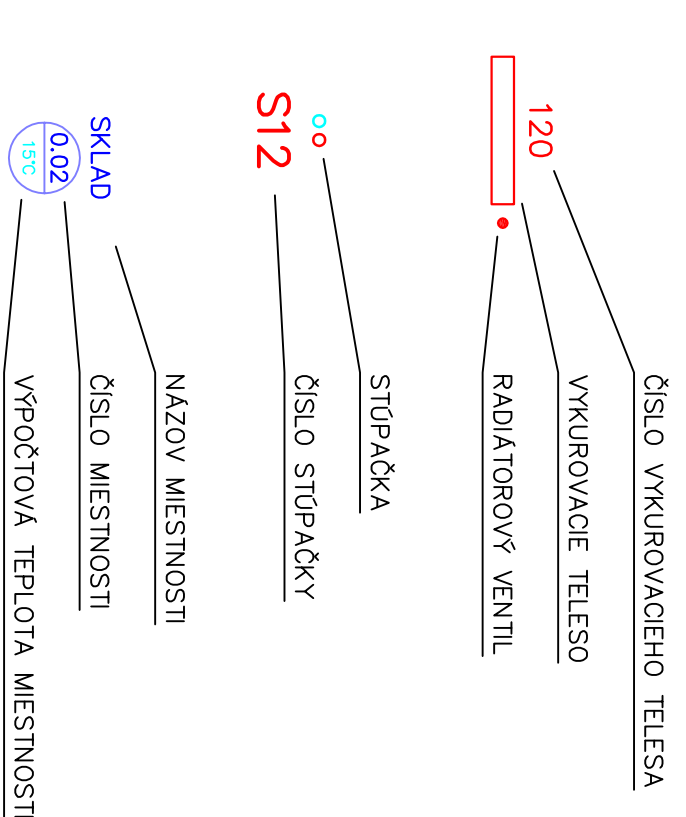 120
ČÍSLO VYKUROVACIEHO TELESA
VYKUROVACIE TELESO
RADIÁTOROVÝ VENTIL
S12
STÚPAČKA
ČÍSLO STÚPAČKY
SKLAD
0.02
15°C
NÁZOV MIESTNOSTI
ČÍSLO MIESTNOSTI
VÝPOČTOVÁ TEPLOTA MIESTNOSTI